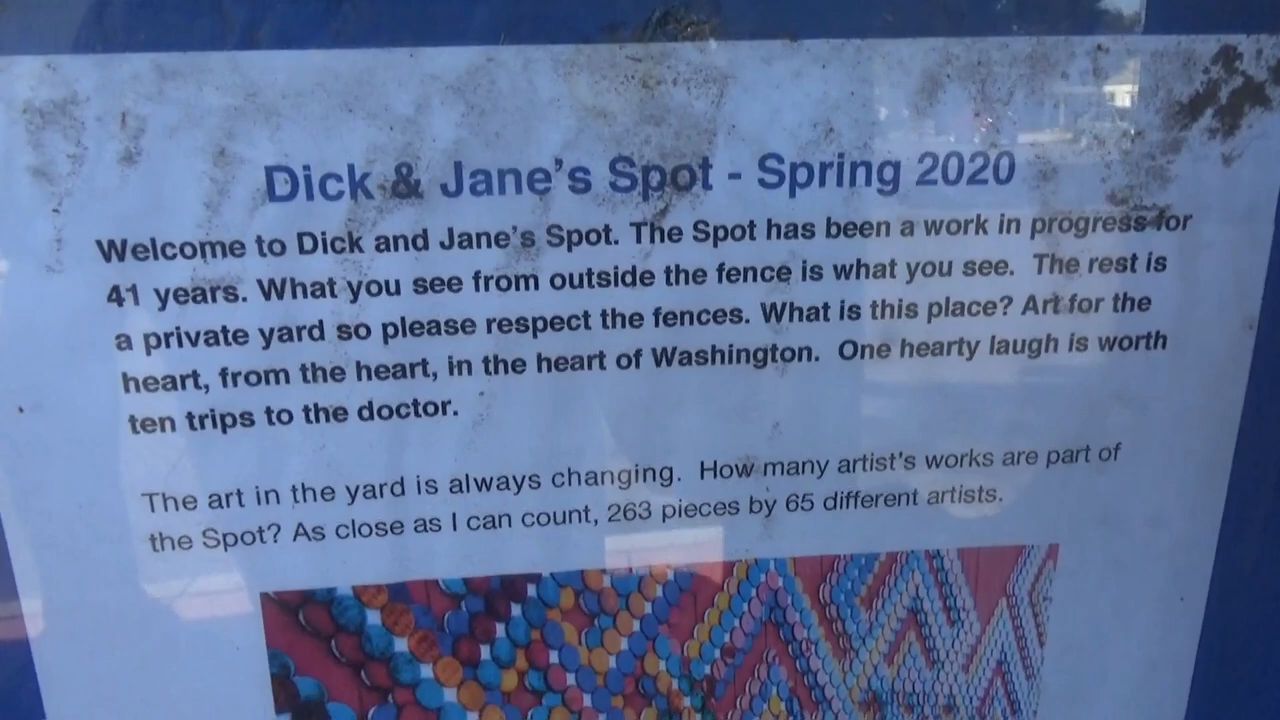 Dick & Jane's Spot - Spring 2020
Welcome to Dick and Jane's Spot. The Spot has been a work in progress for
41 years. What you see from outside the fence is what you see. The rest is
a private yard so please respect the fences. What is this place? Art for the
heart, from the heart, in the heart of Washington. One hearty laugh is worth
ten trips to the doctor.
The art in the yard is always changing. How many artist's works are part of
the Spot? As close as I can count, 263 pieces by 65 different artists.